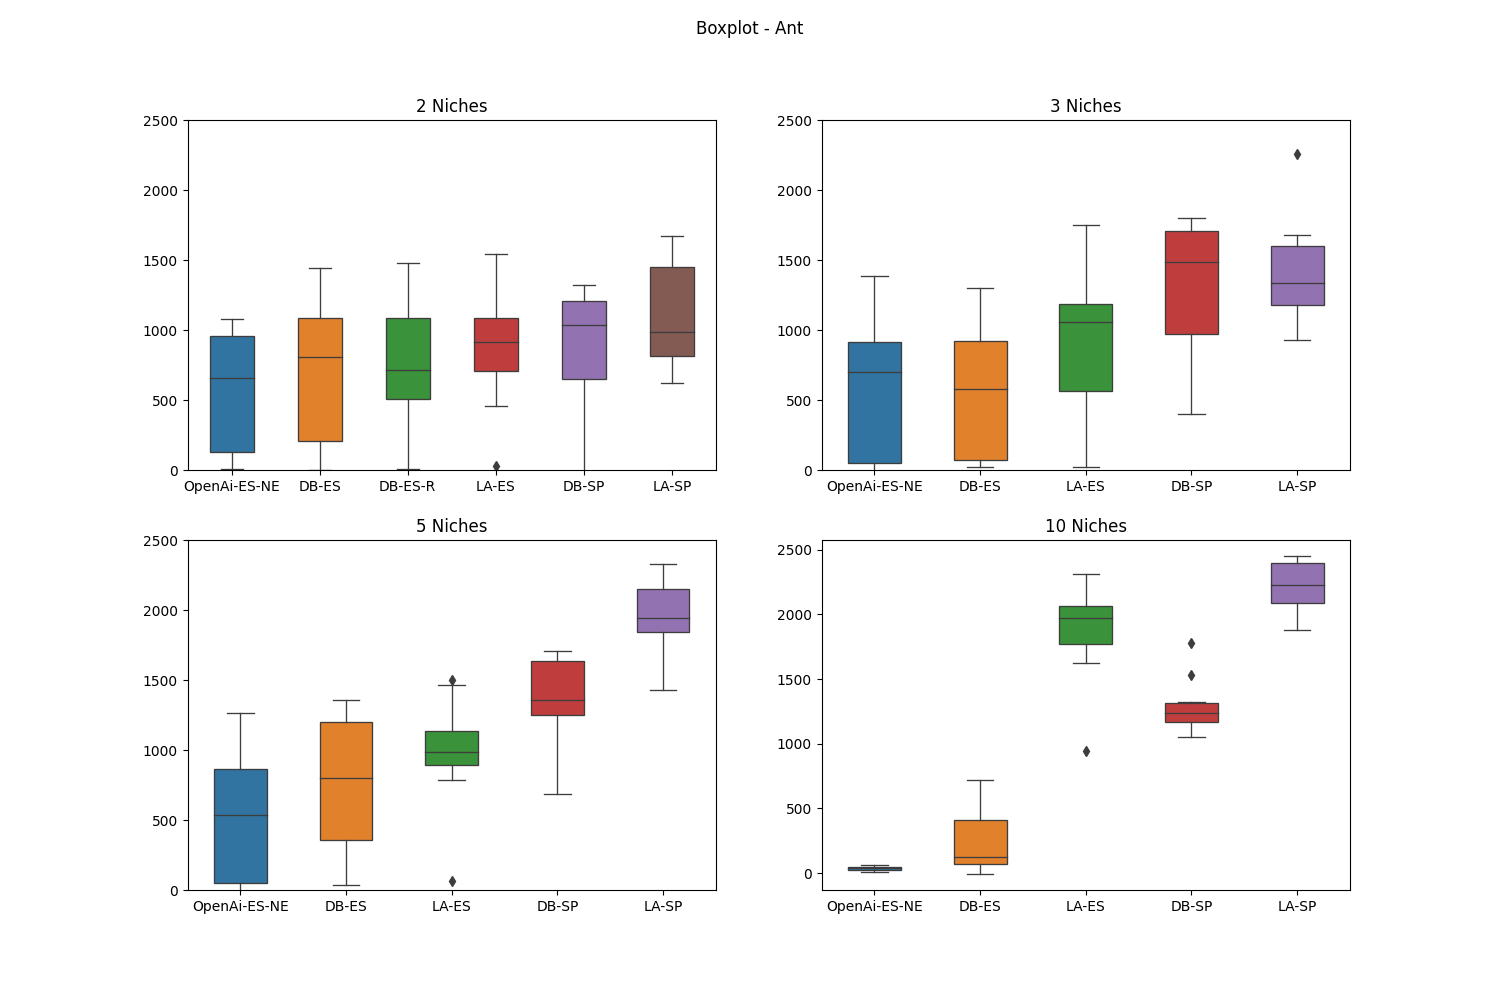 Boxplot - Ant
2 Niches
2500
2000
1500
1000
500
0
OpenAi-ES-NE DB-ES DB-ES-R LA-ES DB-SP LA-SP
3 Niches
2500
2000
1500
1000
500
0
OpenAi-ES-NE DB-ES LA-ES DB-SP LA-SP
5 Niches
2500
2000
1500
1000
500
0
OpenAi-ES-NE DB-ES LA-ES DB-SP LA-SP
10 Niches
2500
2000
1500
1000
500
0
OpenAi-ES-NE DB-ES LA-ES DB-SP LA-SP